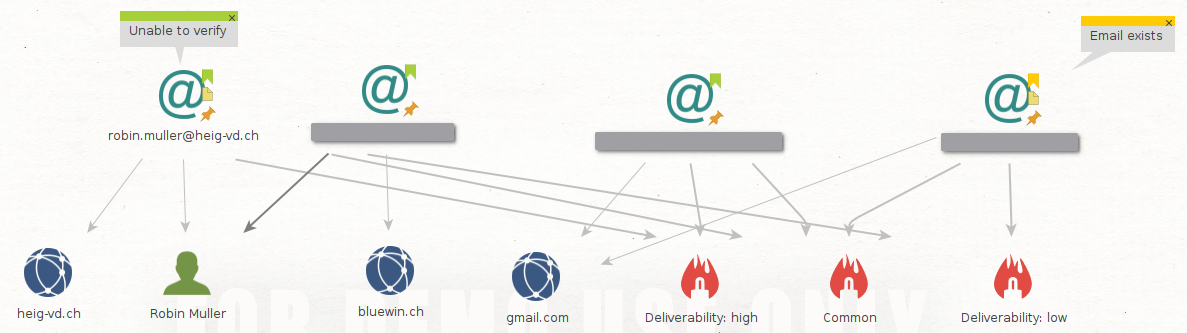 Unable to verify
Email exists
robin.muller@heig-vd.ch
heig-vd.ch
Robin Muller
bluewin.ch
gmail.com
Deliverability: high
Common
Deliverability: low